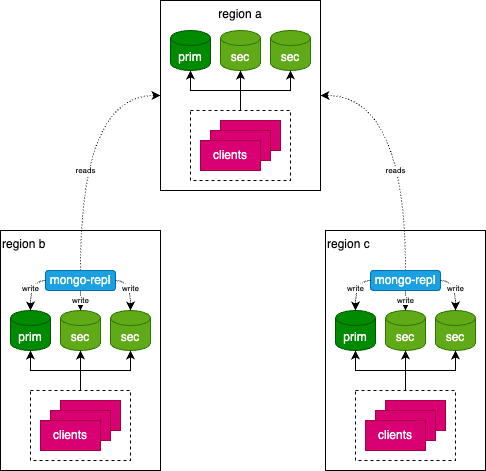 region a
prim sec sec
clients
reads reads
region b region c
mongo-repl mongo-repl
write write write write
write write
prim sec sec prim sec sec
clients clients